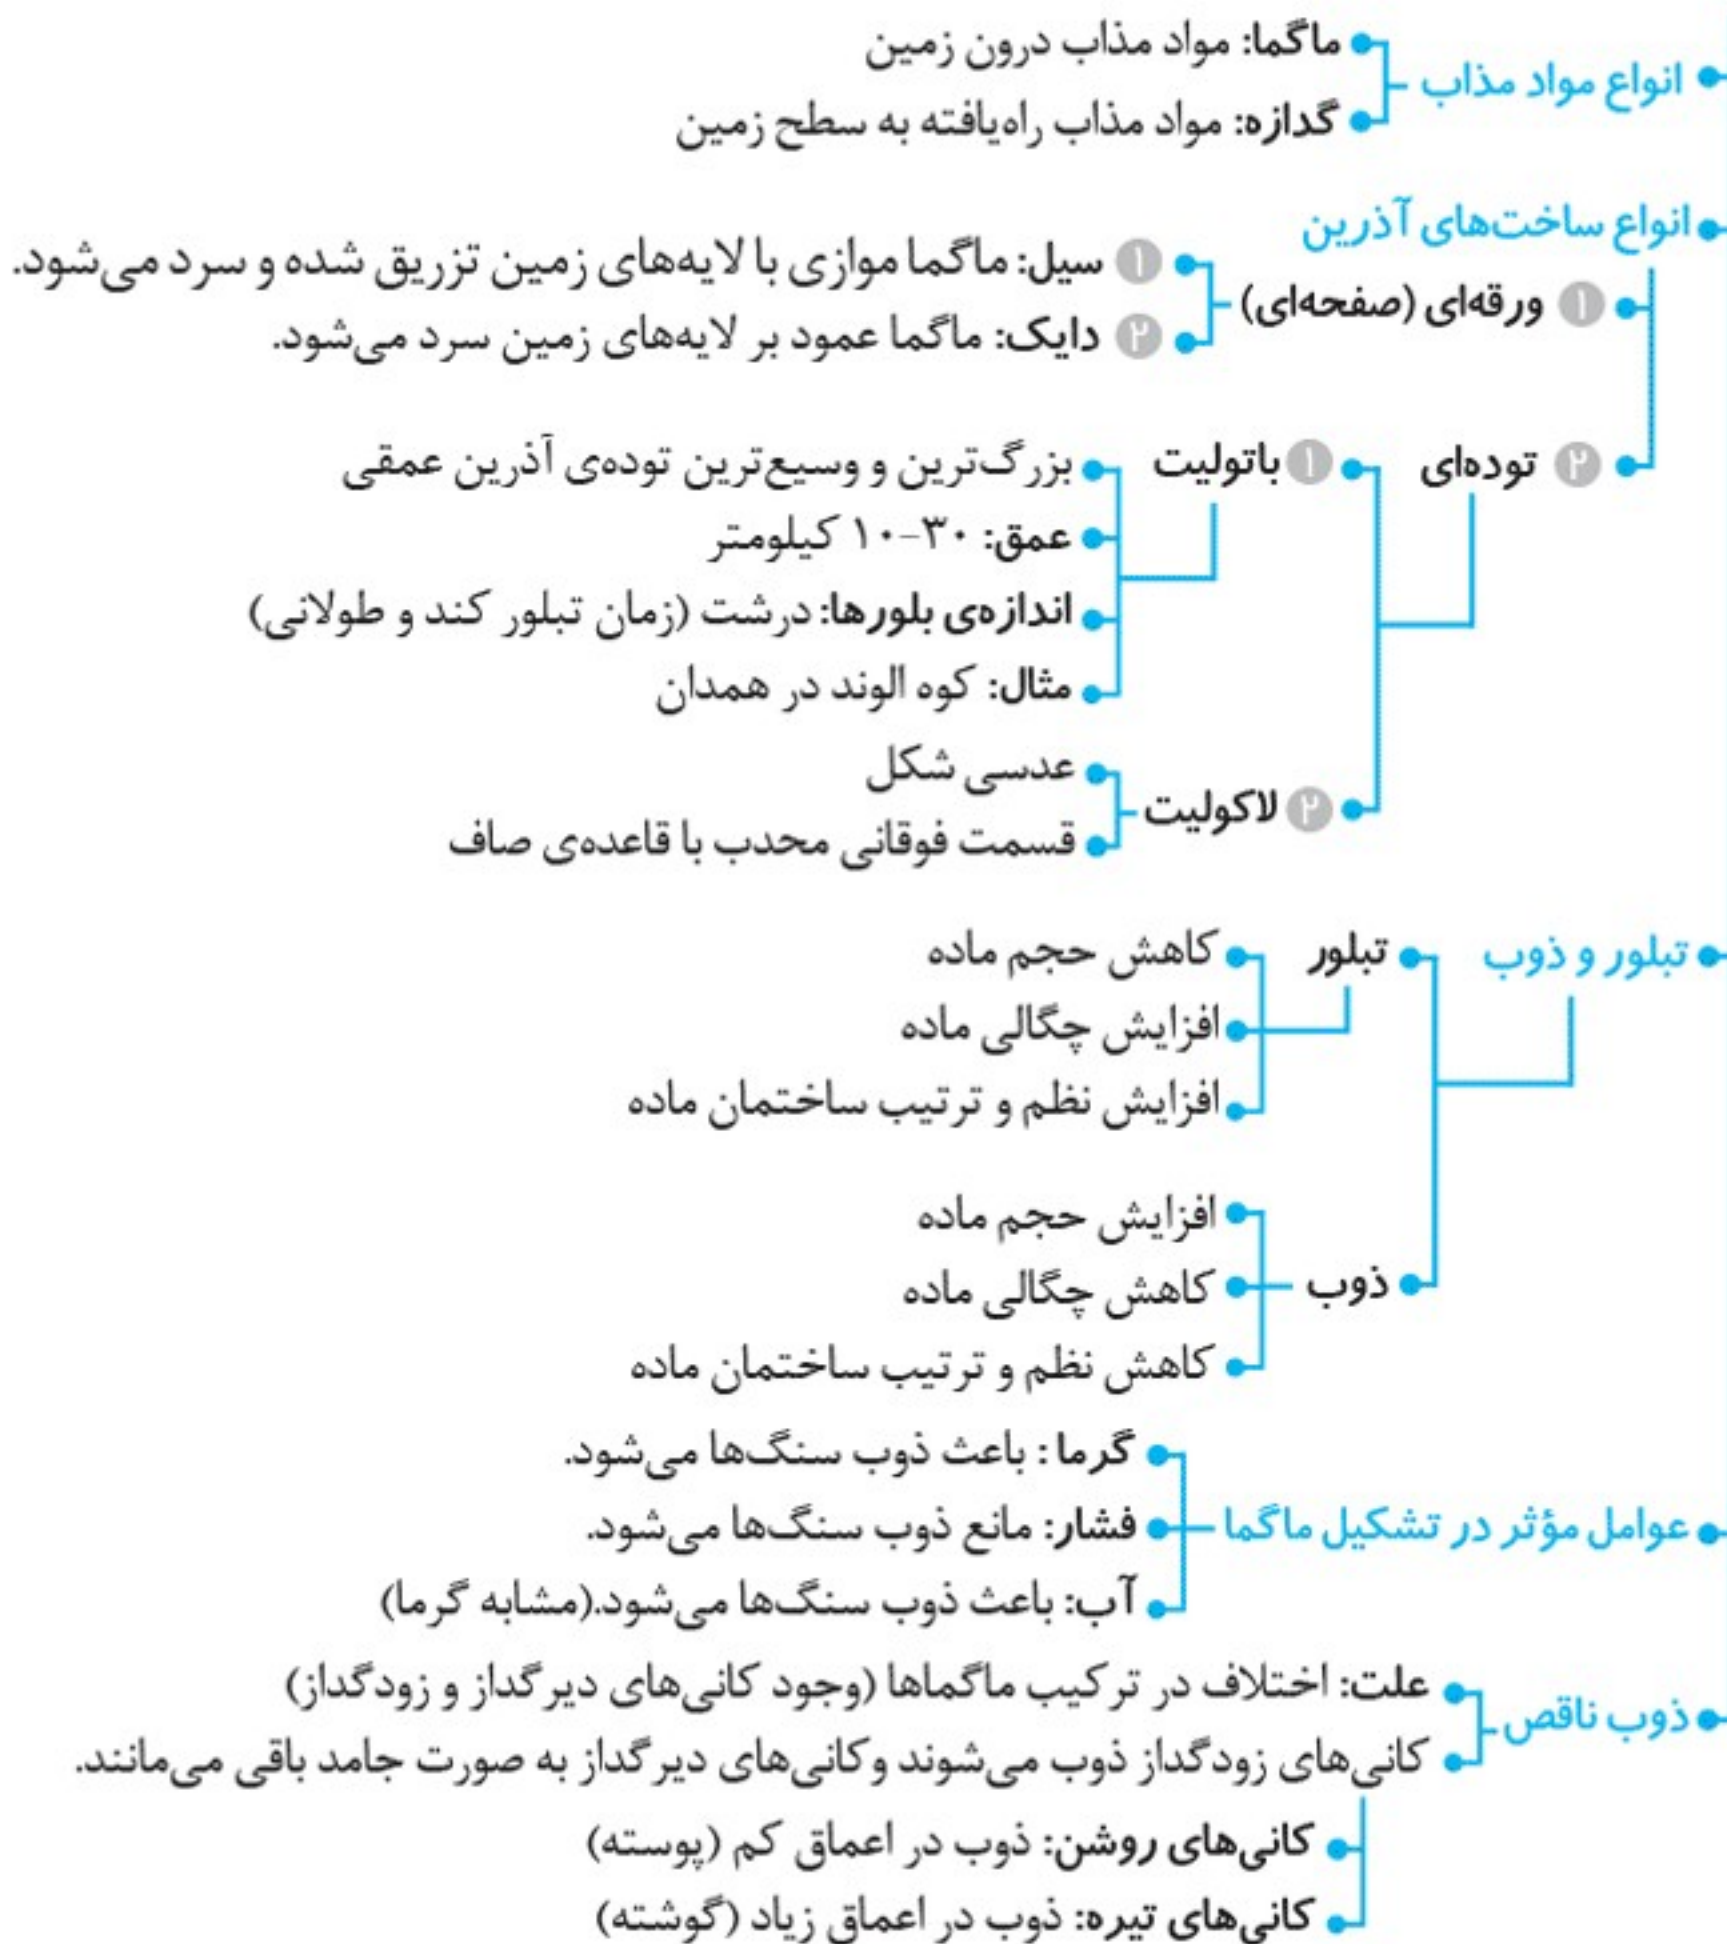 انواع مواد مذاب
ماگما: مواد مذاب درون زمین
گدازه: مواد مذاب راه‌یافته به سطح زمین
انواع ساخت‌های آذرین
۱ ورقه‌ای (صفحه‌ای)
۱ سیل: ماگما موازی با لایه‌های زمین تزریق شده و سرد می‌شود.
۲ دایک: ماگما عمود بر لایه‌های زمین سرد می‌شود.
۲ توده‌ای
۱ باتولیت
بزرگ‌ترین و وسیع‌ترین توده‌ی آذرین عمقی
عمق: ۳۰-۱۰ کیلومتر
اندازه‌ی بلورها: درشت (زمان تبلور کند و طولانی)
مثال: کوه الوند در همدان
۲ لاکولیت
عدسی شکل
قسمت فوقانی محدب با قاعده‌ی صاف
تبلور و ذوب
تبلور
کاهش حجم ماده
افزایش چگالی ماده
افزایش نظم و ترتیب ساختمان ماده
ذوب
افزایش حجم ماده
کاهش چگالی ماده
کاهش نظم و ترتیب ساختمان ماده
عوامل مؤثر در تشکیل ماگما
گرما : باعث ذوب سنگ‌ها می‌شود.
فشار: مانع ذوب سنگ‌ها می‌شود.
آب: باعث ذوب سنگ‌ها می‌شود.(مشابه گرما)
ذوب ناقص
علت: اختلاف در ترکیب ماگماها (وجود کانی‌های دیرگداز و زودگداز)
کانی‌های زودگداز ذوب می‌شوند وکانی‌های دیرگداز به صورت جامد باقی می‌مانند.
کانی‌های روشن: ذوب در اعماق کم (پوسته)
کانی‌های تیره: ذوب در اعماق زیاد (گوشته)